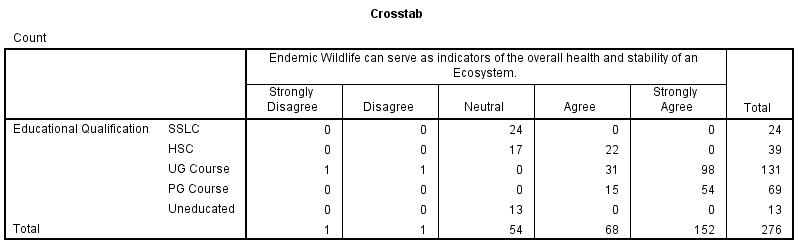 Crosstab
Count
Endemic Wildlife can serve as indicators of the overall health and stability of an
Ecosystem.
Strongly Disagree Disagree Neutral Agree Strongly Agree Total
Educational Qualification SSLC 0 0 24 0 0 24
HSC 0 0 17 22 0 39
UG Course 1 1 0 31 98 131
PG Course 0 0 0 15 54 69
Uneducated 0 0 13 0 0 13
Total 1 1 54 68 152 276